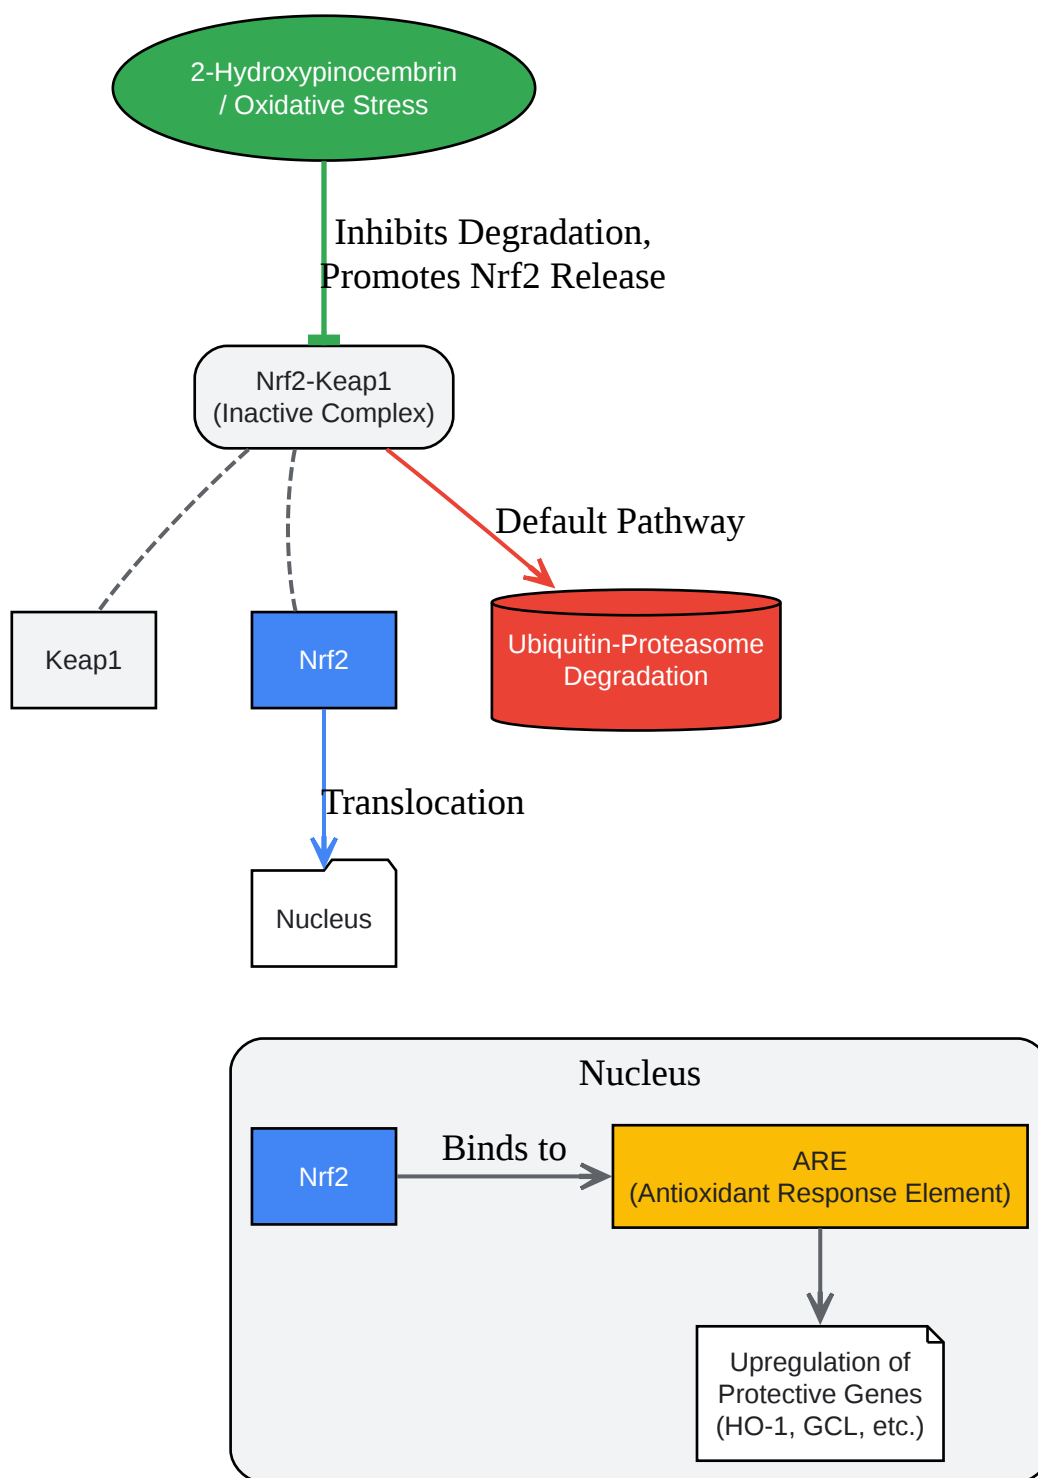 2-Hydroxypinocembrin
/ Oxidative Stress
Inhibits Degradation,
Promotes Nrf2 Release
Nrf2-Keap1
(Inactive Complex)
Default Pathway
Keap1
Nrf2
Ubiquitin-Proteasome
Degradation
Translocation
Nucleus
Nucleus
Nrf2
Binds to
ARE
(Antioxidant Response Element)
Upregulation of
Protective Genes
(HO-1, GCL, etc.)